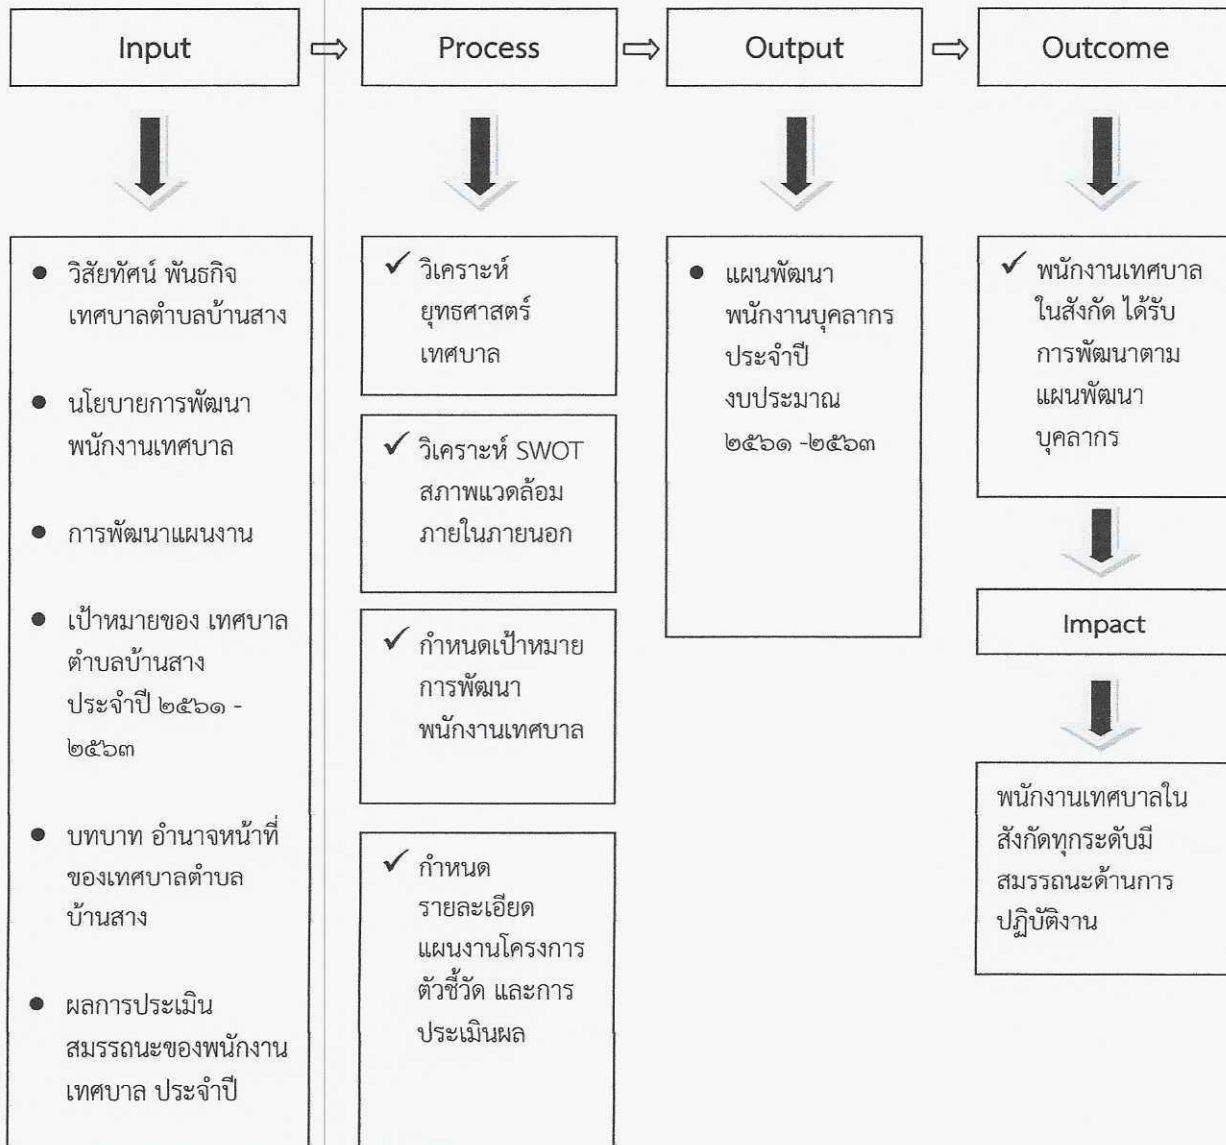 Input
Process
Output
Outcome
วิสัยทัศน์ พันธกิจ
เทศบาลตำบลบ้านสาง
นโยบายการพัฒนา
พนักงานเทศบาล
การพัฒนาแผนงาน
เป้าหมายของ เทศบาล
ตำบลบ้านสาง
ประจำปี ๒๕๖๑ -
๒๕๖๓
บทบาท อำนาจหน้าที่
ของเทศบาลตำบล
บ้านสาง
ผลการประเมิน
สมรรถนะของพนักงาน
เทศบาล ประจำปี
วิเคราะห์
ยุทธศาสตร์
เทศบาล
วิเคราะห์ SWOT
สภาพแวดล้อม
ภายในภายนอก
กำหนดเป้าหมาย
การพัฒนา
พนักงานเทศบาล
กำหนด
รายละเอียด
แผนงานโครงการ
ตัวชี้วัด และการ
ประเมินผล
แผนพัฒนา
พนักงานบุคลากร
ประจำปี
งบประมาณ
๒๕๖๑ -๒๕๖๓
พนักงานเทศบาล
ในสังกัด ได้รับ
การพัฒนาตาม
แผนพัฒนา
บุคลากร
Impact
พนักงานเทศบาลใน
สังกัดทุกระดับมี
สมรรถนะด้านการ
ปฏิบัติงาน